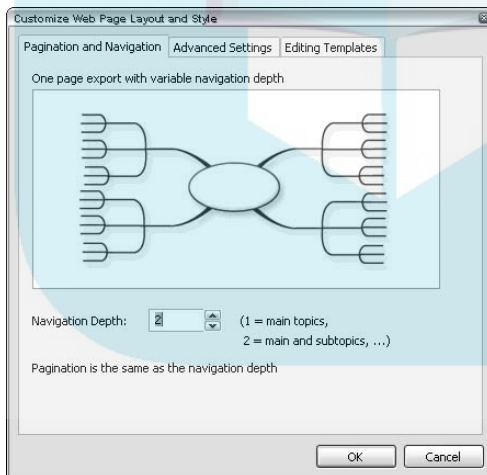 Customize Web Page Layout and Style
Pagination and Navigation Advanced Settings Editing Templates
One page export with variable navigation depth
Navigation Depth: 2 (1 = main topics,
2 = main and subtopics, ...)
Pagination is the same as the navigation depth
OK Cancel